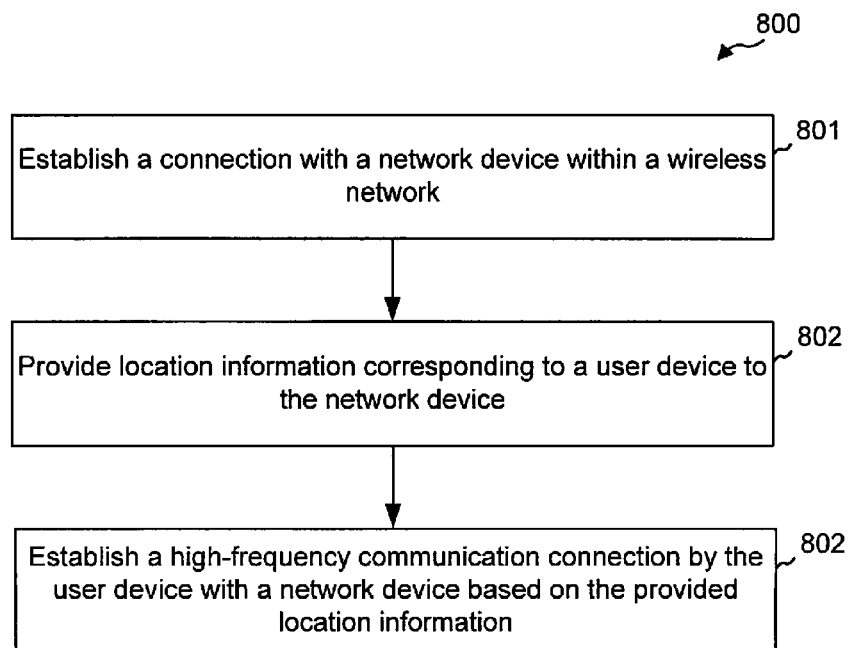 800
801
Establish a connection with a network device within a wireless
network
802
Provide location information corresponding to a user device to
the network device
802
Establish a high-frequency communication connection by the
user device with a network device based on the provided
location information